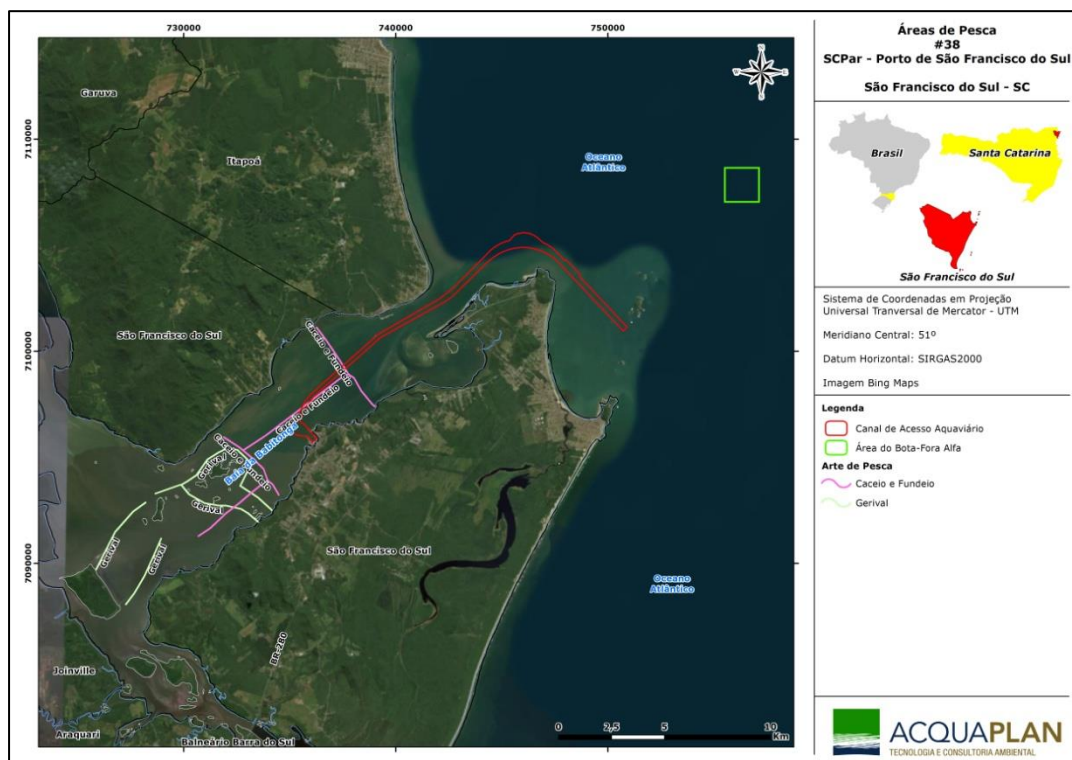 730000
740000
750000
7110000
7100000
7090000
Garuva
Itapoá
Oceano
Atlântico
São Francisco do Sul
Caceio e Fundeio
Caceio e Fundeio
Caceio e Fundeio
Baía da Babitonga
Gerival
Gerival
Gerival
Gerival
São Francisco do Sul
Oceano
Atlântico
BR-280
Joinville
Araquari
Balneário Barra do Sul
0 2,5 5 10
Km
Áreas de Pesca
#38
SCPar - Porto de São Francisco do Sul
São Francisco do Sul - SC
Brasil
Santa Catarina
São Francisco do Sul
Sistema de Coordenadas em Projeção
Universal Tranversal de Mercator - UTM
Meridiano Central: 51º
Datum Horizontal: SIRGAS2000
Imagem Bing Maps
Legenda
Canal de Acesso Aquaviário
Área do Bota-Fora Alfa
Arte de Pesca
Caceio e Fundeio
Gerival
ACQUAPLAN
TECNOLOGIA E CONSULTORIA AMBIENTAL